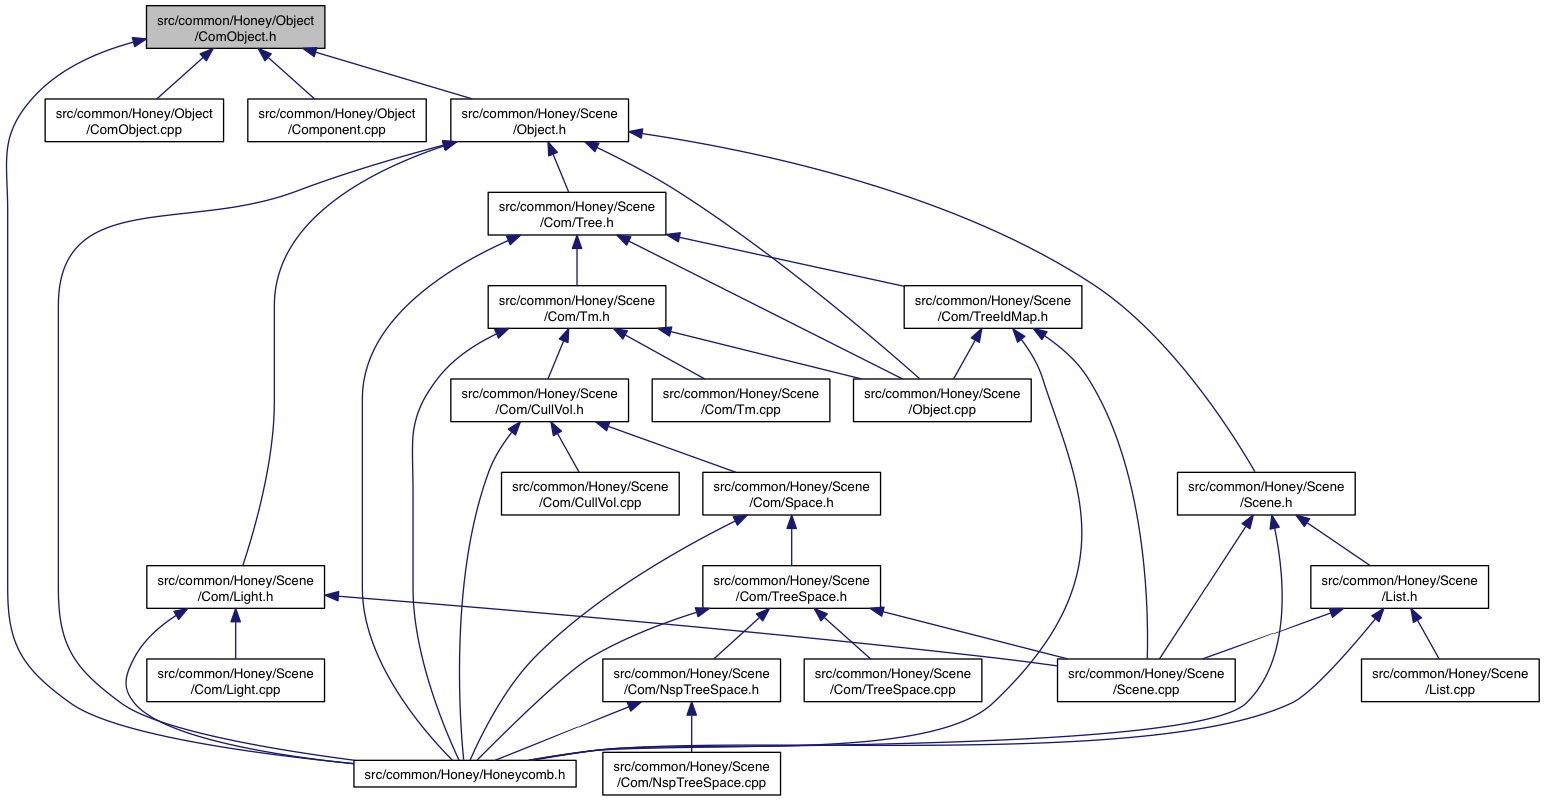 src/common/Honey/Object
/ComObject.h
src/common/Honey/Object
/ComObject.cpp
src/common/Honey/Object
/Component.cpp
src/common/Honey/Scene
/Object.h
src/common/Honey/Scene
/Com/Tree.h
src/common/Honey/Scene
/Com/Tm.h
src/common/Honey/Scene
/Com/TreeIdMap.h
src/common/Honey/Scene
/Com/CullVol.h
src/common/Honey/Scene
/Com/Tm.cpp
src/common/Honey/Scene
/Object.cpp
src/common/Honey/Scene
/Com/CullVol.cpp
src/common/Honey/Scene
/Com/Space.h
src/common/Honey/Scene
/Scene.h
src/common/Honey/Scene
/Com/Light.h
src/common/Honey/Scene
/Com/TreeSpace.h
src/common/Honey/Scene
/List.h
src/common/Honey/Scene
/Com/Light.cpp
src/common/Honey/Scene
/Com/NspTreeSpace.h
src/common/Honey/Scene
/Com/TreeSpace.cpp
src/common/Honey/Scene
/Scene.cpp
src/common/Honey/Scene
/List.cpp
src/common/Honey/Honeycomb.h
src/common/Honey/Scene
/Com/NspTreeSpace.cpp